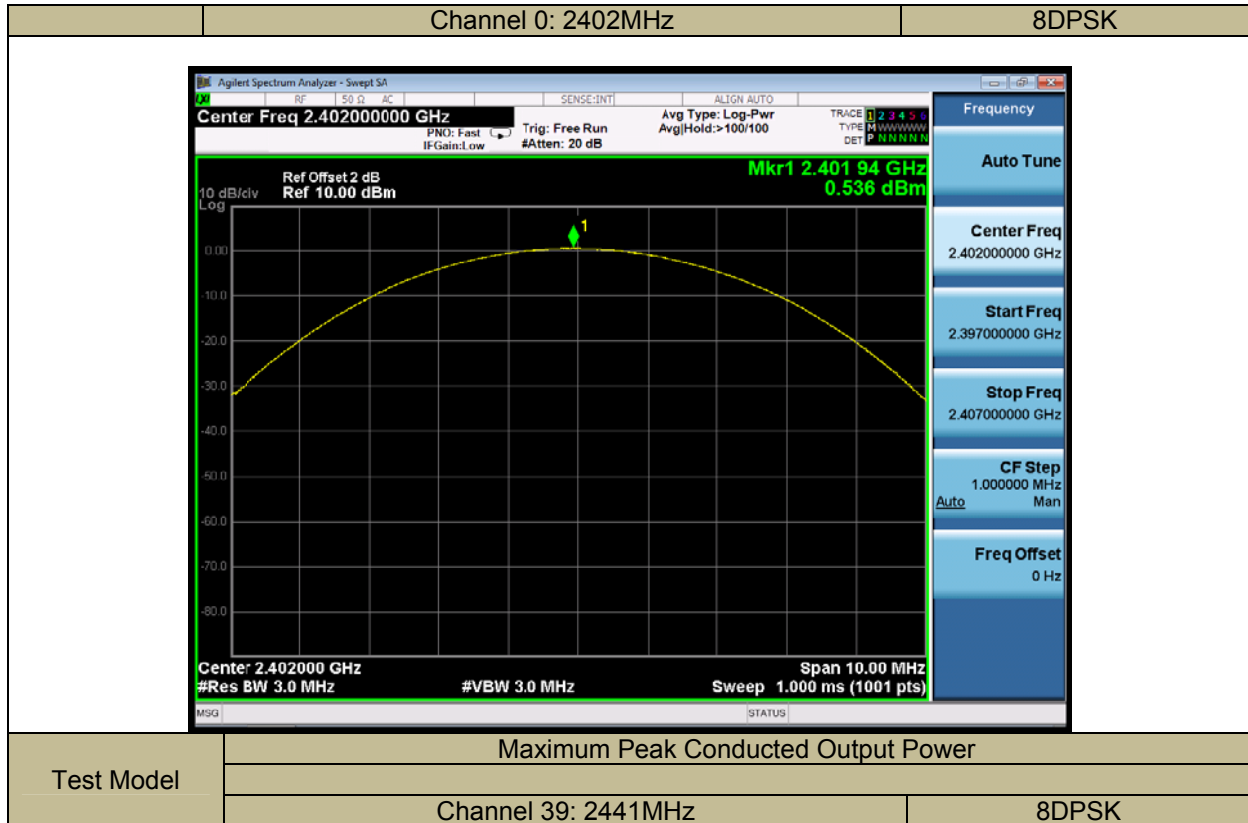 Channel 0: 2402MHz 8DPSK
Agilent Spectrum Analyzer - Swept SA
LXI RF 50 Ω AC SENSE:INT ALIGN AUTO
Center Freq 2.402000000 GHz
PNO: Fast
IFGain:Low
Trig: Free Run
#Atten: 20 dB
Avg Type: Log-Pwr
Avg|Hold:>100/100
TRACE 1 2 3 4 5 6
TYPE M WWWWW
DET P N N N N N
Mkr1 2.401 94 GHz
0.536 dBm
Ref Offset 2 dB
10 dB/div Ref 10.00 dBm
Log
1
0.00
-10.0
-20.0
-30.0
-40.0
-50.0
-60.0
-70.0
-80.0
Center 2.402000 GHz Span 10.00 MHz
#Res BW 3.0 MHz #VBW 3.0 MHz Sweep 1.000 ms (1001 pts)
MSG STATUS
Frequency
Auto Tune
Center Freq
2.402000000 GHz
Start Freq
2.397000000 GHz
Stop Freq
2.407000000 GHz
CF Step
1.000000 MHz
Auto Man
Freq Offset
0 Hz
Test Model
Maximum Peak Conducted Output Power
Channel 39: 2441MHz 8DPSK